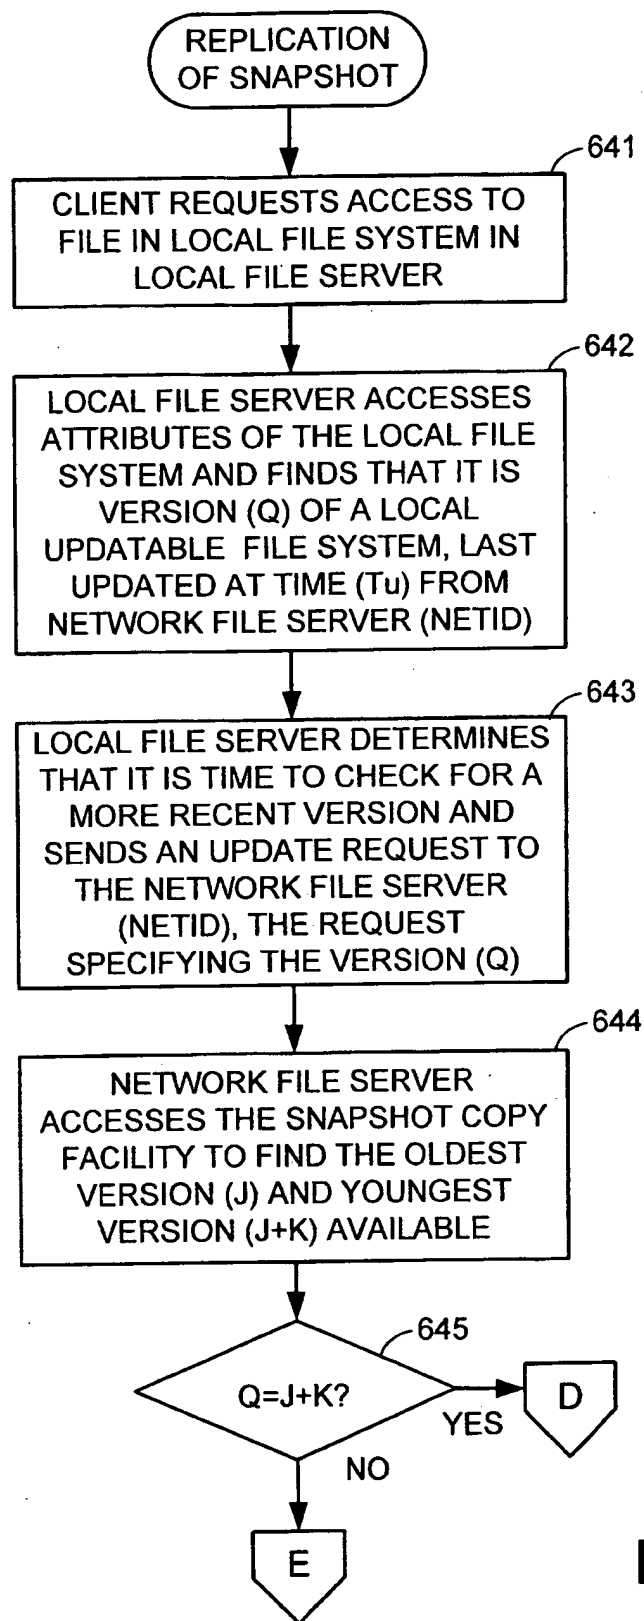 REPLICATION
OF SNAPSHOT
641
CLIENT REQUESTS ACCESS TO
FILE IN LOCAL FILE SYSTEM IN
LOCAL FILE SERVER
642
LOCAL FILE SERVER ACCESSES
ATTRIBUTES OF THE LOCAL FILE
SYSTEM AND FINDS THAT IT IS
VERSION (Q) OF A LOCAL
UPDATABLE FILE SYSTEM, LAST
UPDATED AT TIME (Tu) FROM
NETWORK FILE SERVER (NETID)
643
LOCAL FILE SERVER DETERMINES
THAT IT IS TIME TO CHECK FOR A
MORE RECENT VERSION AND
SENDS AN UPDATE REQUEST TO
THE NETWORK FILE SERVER
(NETID), THE REQUEST
SPECIFYING THE VERSION (Q)
644
NETWORK FILE SERVER
ACCESSES THE SNAPSHOT COPY
FACILITY TO FIND THE OLDEST
VERSION (J) AND YOUNGEST
VERSION (J+K) AVAILABLE
645
Q=J+K?
YES
D
NO
E